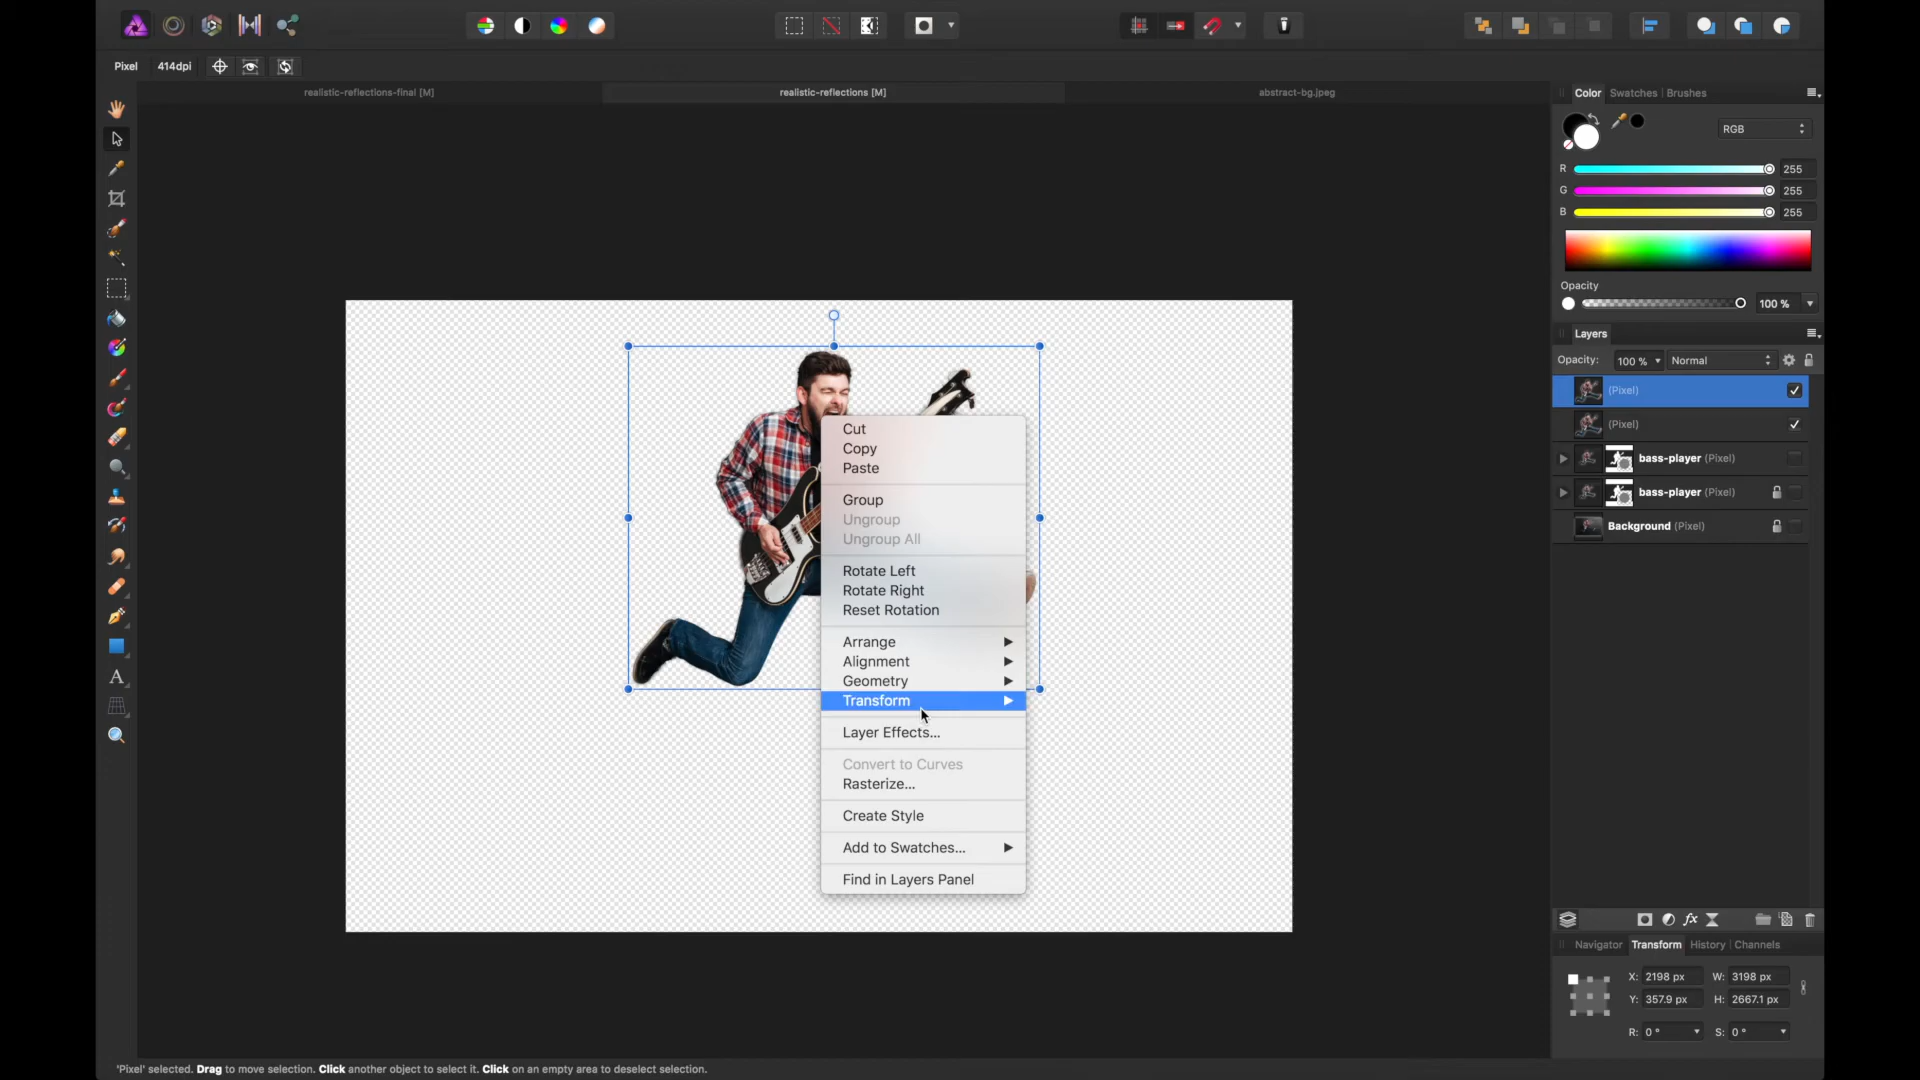 Pixel 414dpi
realistic-reflections-final [M] realistic-reflections [M] abstract-bg.jpeg
Color Swatches Brushes
RGB
R 255
G 255
B 255
Opacity
100 %
Layers
Opacity: 100 % Normal
(Pixel)
(Pixel)
bass-player (Pixel)
bass-player (Pixel)
Background (Pixel)
Cut
Copy
Paste
Group
Ungroup
Ungroup All
Rotate Left
Rotate Right
Reset Rotation
Arrange
Alignment
Geometry
Transform
Layer Effects...
Convert to Curves
Rasterize...
Create Style
Add to Swatches...
Find in Layers Panel
A
fx
Navigator Transform History Channels
X: 2198 px W: 3198 px
Y: 357.9 px H: 2667.1 px
R: 0 ° S: 0 °
'Pixel' selected. Drag to move selection. Click another object to select it. Click on an empty area to deselect selection.